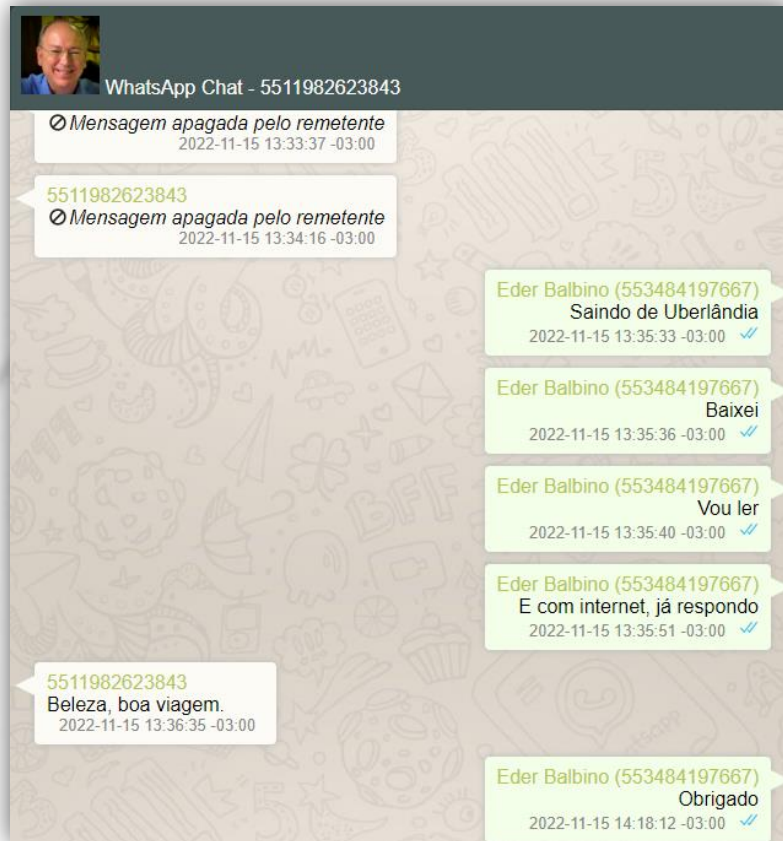 WhatsApp Chat - 5511982623843
Mensagem apagada pelo remetente
2022-11-15 13:33:37 -03:00
5511982623843
Mensagem apagada pelo remetente
2022-11-15 13:34:16 -03:00
Eder Balbino (553484197667)
Saindo de Uberlândia
2022-11-15 13:35:33 -03:00
Eder Balbino (553484197667)
Baixei
2022-11-15 13:35:36 -03:00
Eder Balbino (553484197667)
Vou ler
2022-11-15 13:35:40 -03:00
Eder Balbino (553484197667)
E com internet, já respondo
2022-11-15 13:35:51 -03:00
5511982623843
Beleza, boa viagem.
2022-11-15 13:36:35 -03:00
Eder Balbino (553484197667)
Obrigado
2022-11-15 14:18:12 -03:00